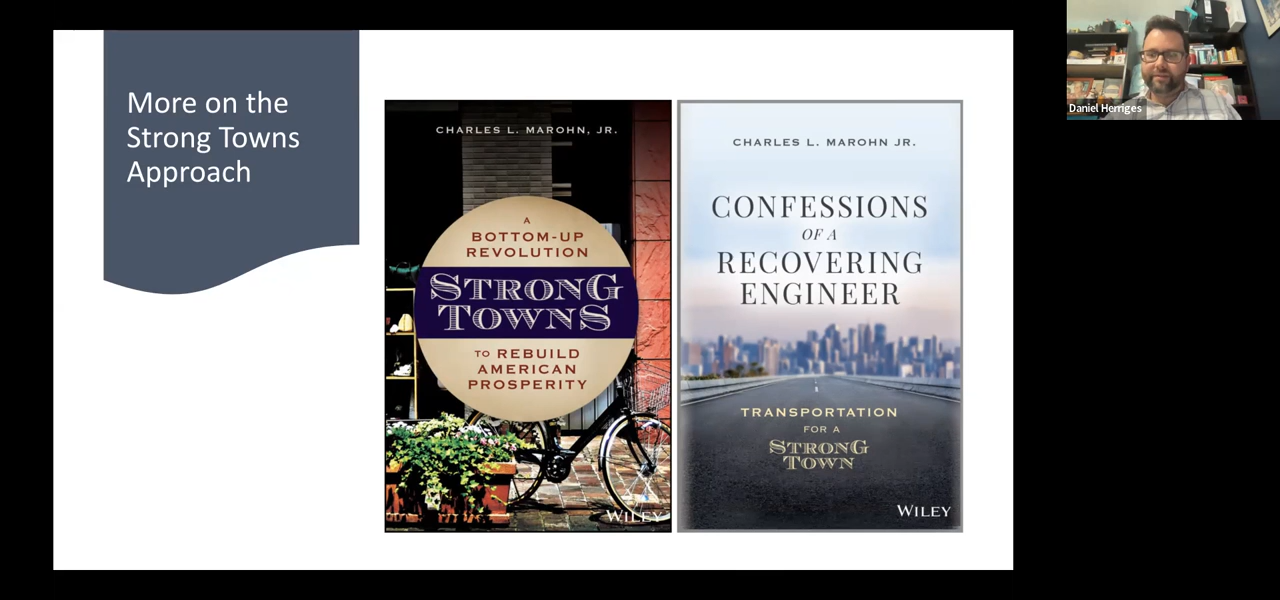 More on the
Strong Towns
Approach
CHARLES L. MAROHN, JR.
A
BOTTOM-UP
REVOLUTION
STRONG
TOWNS
TO REBUILD
AMERICAN
PROSPERITY
WILEY
CHARLES L. MAROHN JR.
CONFESSIONS
OF A
RECOVERING
ENGINEER
TRANSPORTATION
FOR A
STRONG
TOWN
WILEY
Daniel Herriges